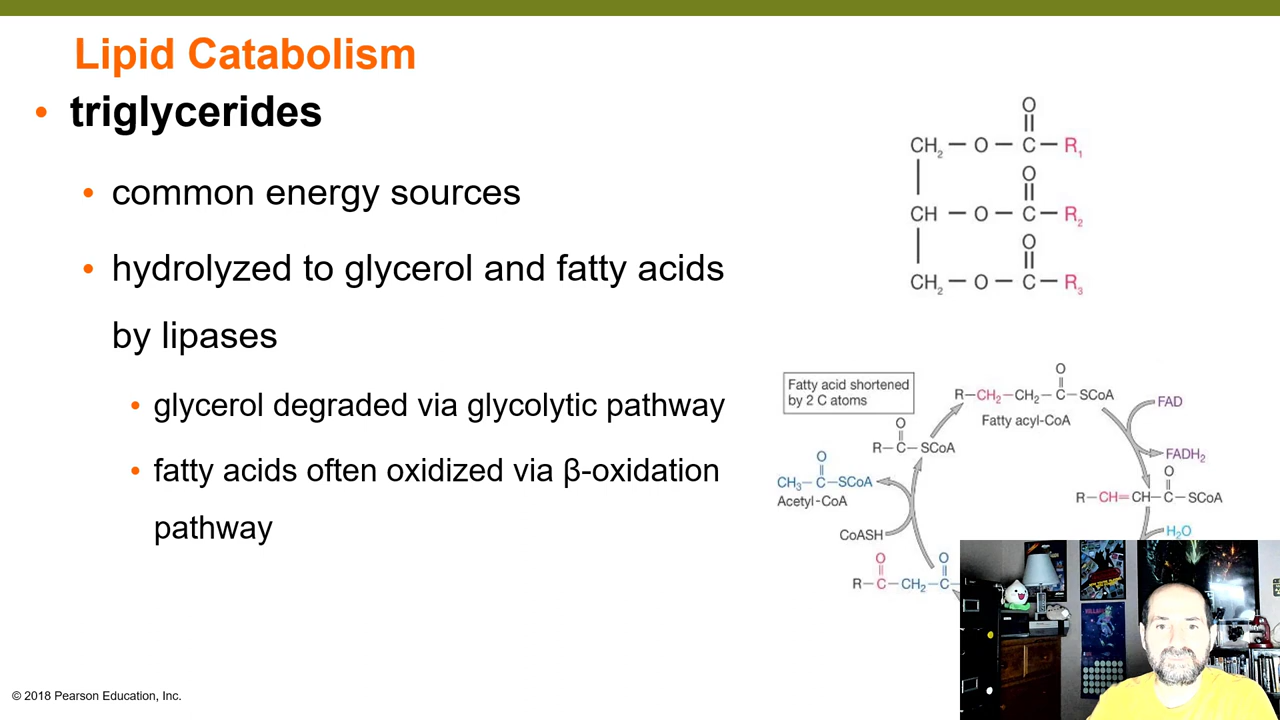 Lipid Catabolism
• triglycerides
• common energy sources
• hydrolyzed to glycerol and fatty acids
by lipases
• glycerol degraded via glycolytic pathway
• fatty acids often oxidized via β-oxidation
pathway
O
CH₂ — O — C — R₁
O
CH — O — C — R₂
O
CH₂ — O — C — R₃
Fatty acid shortened
by 2 C atoms
O
R—CH₂—CH₂—C—SCoA
Fatty acyl-CoA
FAD
FADH₂
O
R—C—SCoA
O
CH₃—C—SCoA
Acetyl-CoA
O
R—CH=CH—C—SCoA
CoASH
H₂O
O O
R—C—CH₂—C—
© 2018 Pearson Education, Inc.